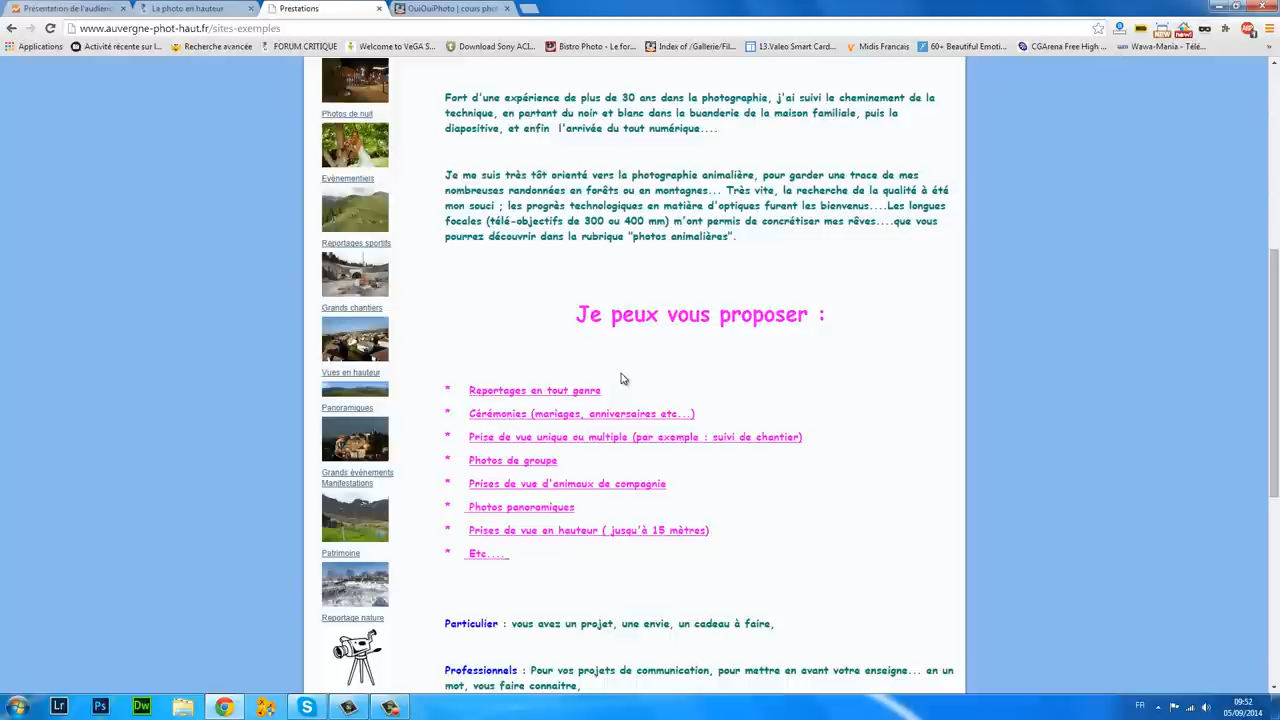 Présentation de l'audienc
La photo en hauteur
Prestations
OuiOuiPhoto | cours phot
www.auvergne-phot-haut.fr/sites-exemples
Applications
Activité récente sur l...
Recherche avancée
FORUM CRITIQUE
Welcome to VeGA S...
Download Sony ACI...
Bistro Photo - Le for...
Index of /Gallerie/Fil...
13.Valeo Smart Card...
Midis Francais
60+ Beautiful Emoti...
CGArena Free High ...
Wawa-Mania - Télé...
Photos de nuit
Evènementiels
Reportages sportifs
Grands chantiers
Vues en hauteur
Panoramiques
Grands évènements
Manifestations
Patrimoine
Reportage nature
Fort d'une expérience de plus de 30 ans dans la photographie, j'ai suivi le cheminement de la
technique, en partant du noir et blanc dans la buanderie de la maison familiale, puis la
diapositive, et enfin l'arrivée du tout numérique....
Je me suis très tôt orienté vers la photographie animalière, pour garder une trace de mes
nombreuses randonnées en forêts ou en montagnes... Très vite, la recherche de la qualité à été
mon souci ; les progrès technologiques en matière d'optiques furent les bienvenus....Les longues
focales (télé-objectifs de 300 ou 400 mm) m'ont permis de concrétiser mes rêves....que vous
pourrez découvrir dans la rubrique "photos animalières".
Je peux vous proposer :
* Reportages en tout genre
* Cérémonies (mariages, anniversaires etc...)
* Prise de vue unique ou multiple (par exemple : suivi de chantier)
* Photos de groupe
* Prises de vue d'animaux de compagnie
* Photos panoramiques
* Prises de vue en hauteur ( jusqu'à 15 mètres)
* Etc....
Particulier : vous avez un projet, une envie, un cadeau à faire,
Professionnels : Pour vos projets de communication, pour mettre en avant votre enseigne... en un
mot, vous faire connaitre,
Lr
Ps
Dw
FR
09:52
05/09/2014